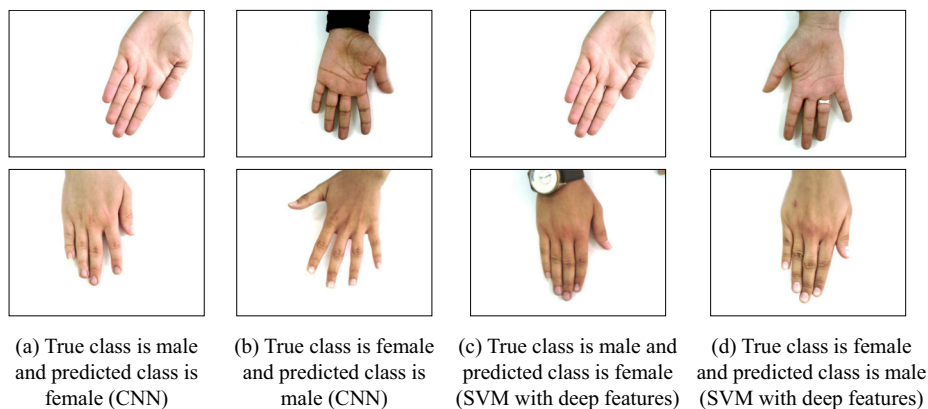 (a) True class is male
and predicted class is
female (CNN)
(b) True class is female
and predicted class is
male (CNN)
(c) True class is male and
predicted class is female
(SVM with deep features)
(d) True class is female
and predicted class is male
(SVM with deep features)